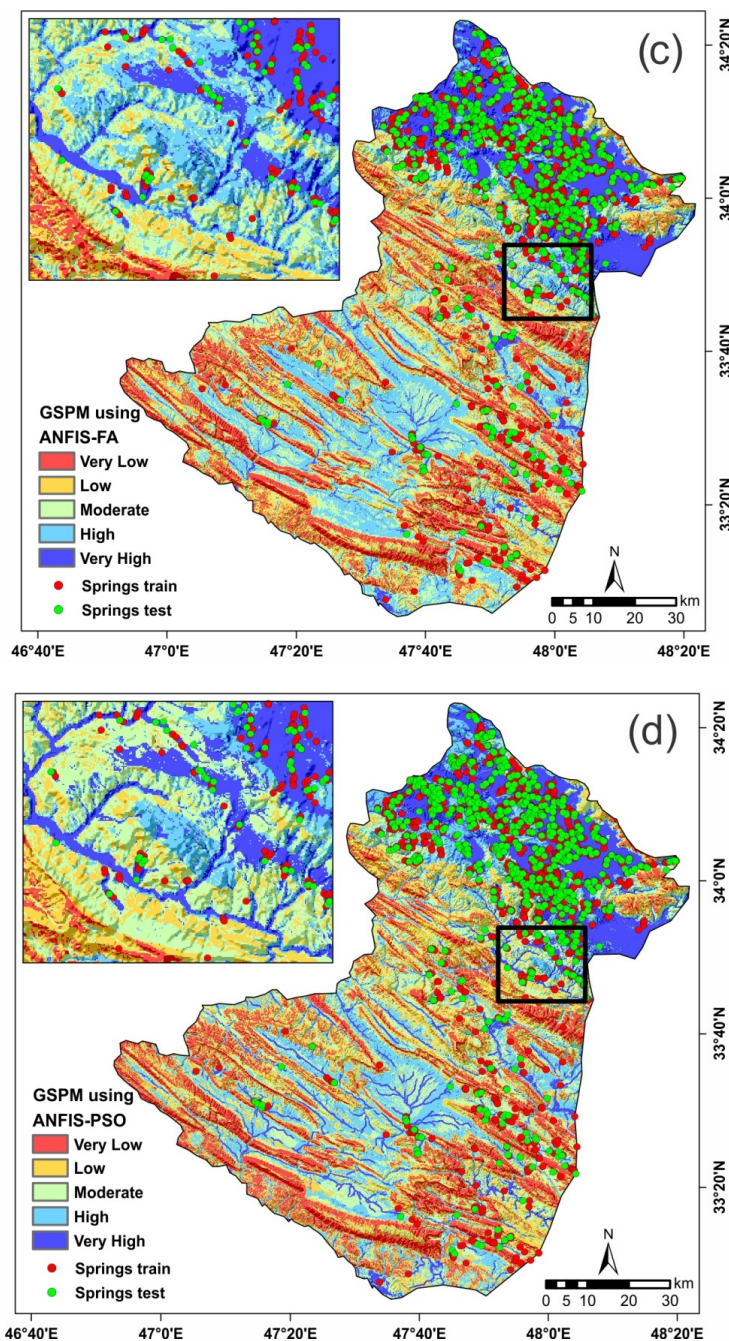 (c)
34°20'N
34°0'N
33°40'N
33°20'N
GSPM using
ANFIS-FA
Very Low
Low
Moderate
High
Very High
Springs train
Springs test
N
km
0 5 10 20 30
46°40'E 47°0'E 47°20'E 47°40'E 48°0'E 48°20'E
(d)
34°20'N
34°0'N
33°40'N
33°20'N
GSPM using
ANFIS-PSO
Very Low
Low
Moderate
High
Very High
Springs train
Springs test
N
km
0 5 10 20 30
46°40'E 47°0'E 47°20'E 47°40'E 48°0'E 48°20'E